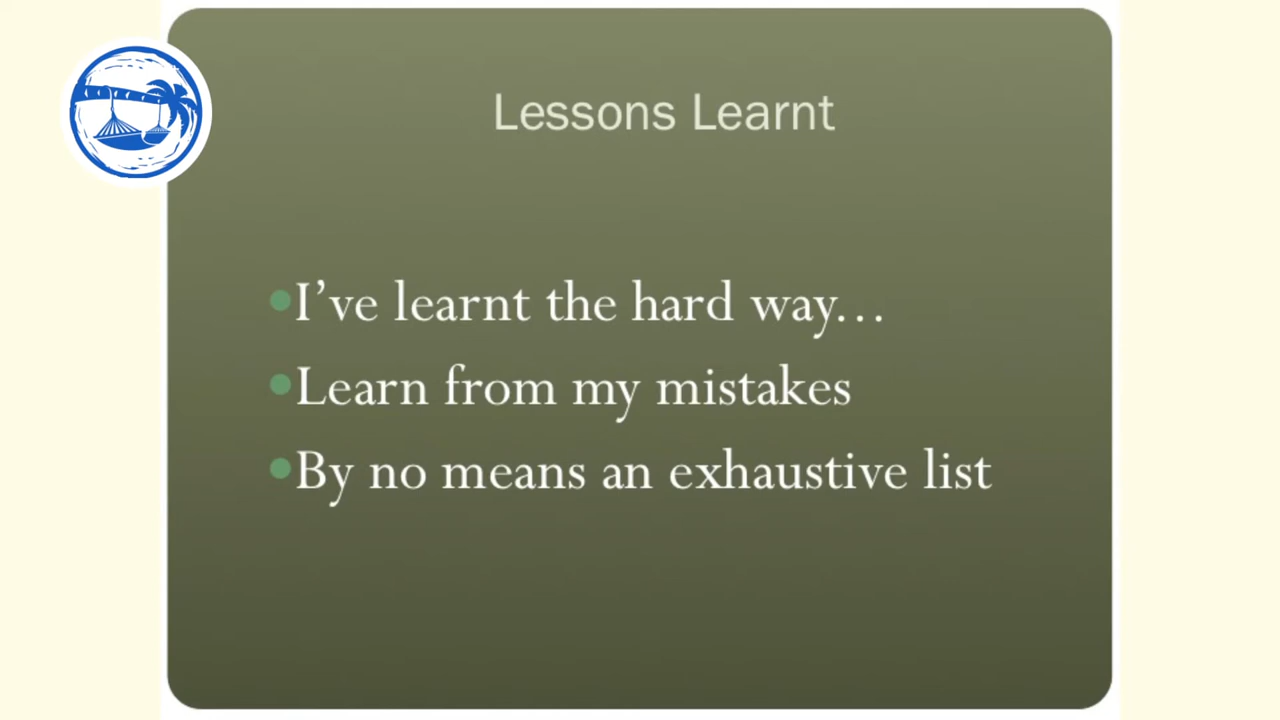 Lessons Learnt
•I’ve learnt the hard way…
•Learn from my mistakes
•By no means an exhaustive list